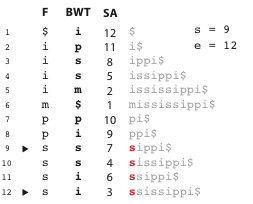 F BWT SA
1 $ i 12 $ s = 9
2 i p 11 i$ e = 12
3 i s 8 ippi$
4 i s 5 issippi$
5 i m 2 ississippi$
6 m $ 1 mississippi$
7 p p 10 pi$
8 p i 9 ppi$
9 ▶ s s 7 sippi$
10 s s 4 sissippi$
11 s i 6 ssippi$
12 ▶ s i 3 ssissippi$